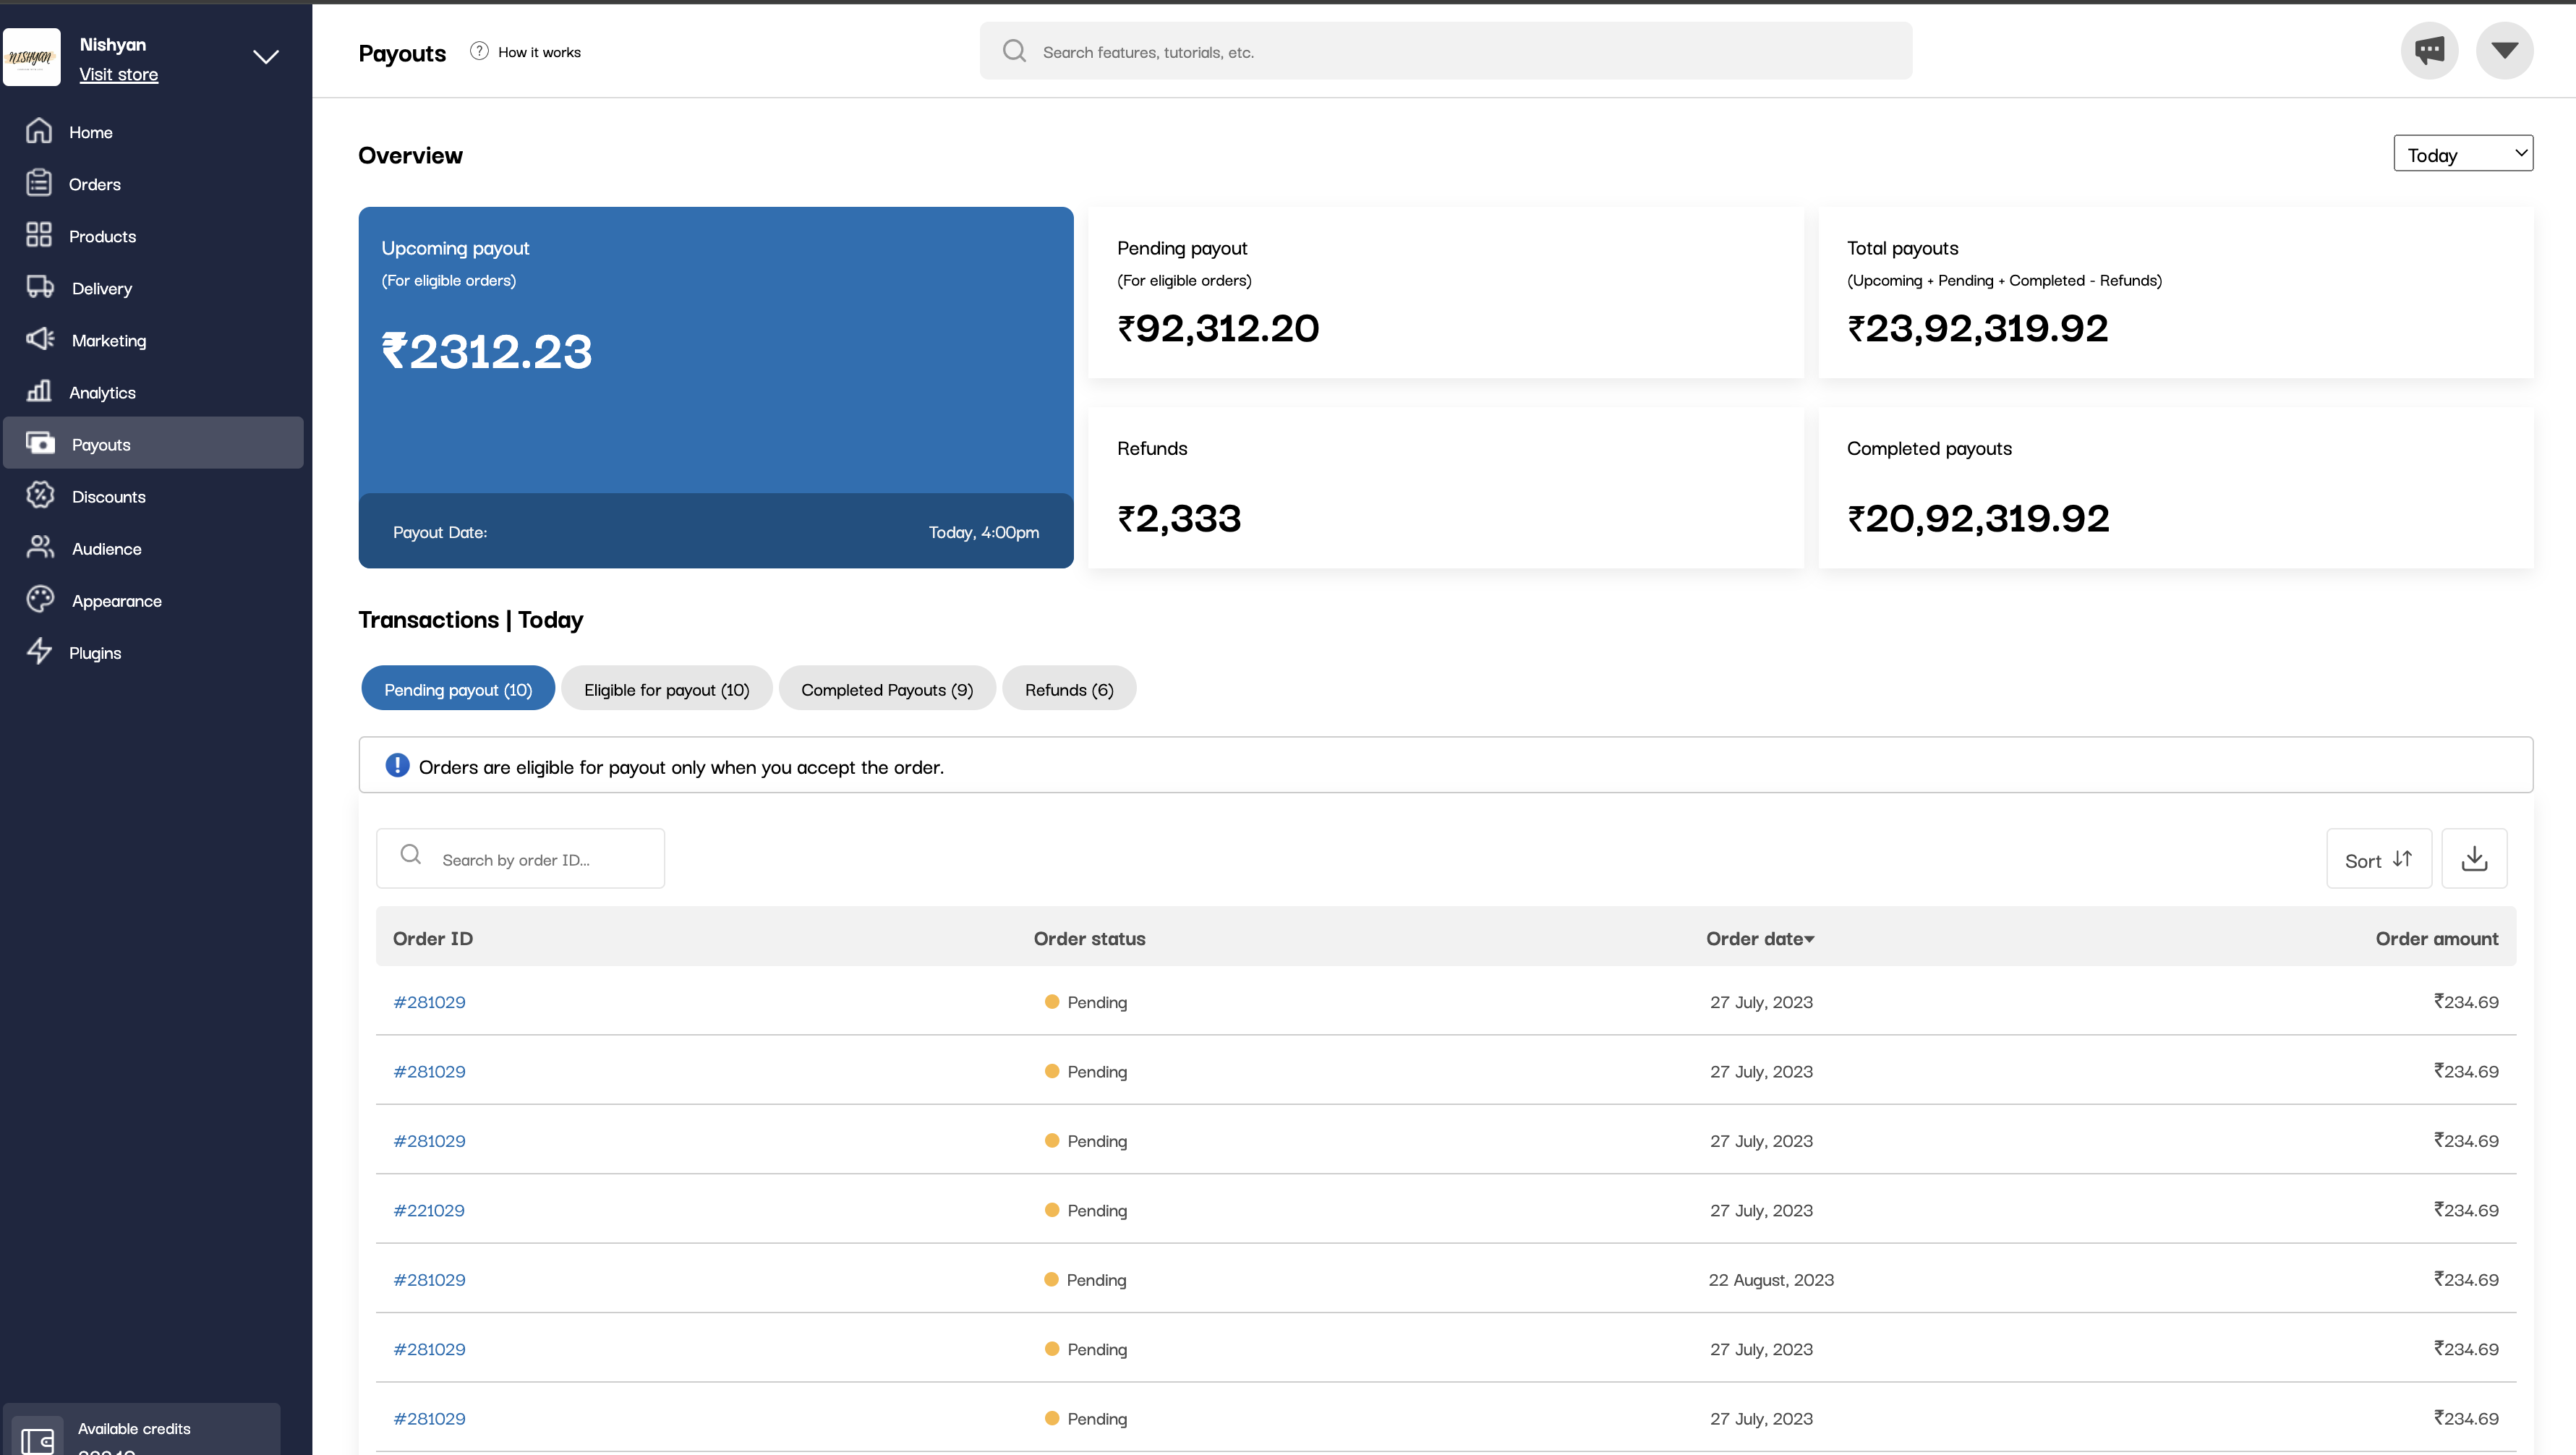 NISHYAN
Nishyan
Visit store
Home
Orders
Products
Delivery
Marketing
Analytics
Payouts
Discounts
Audience
Appearance
Plugins
Available credits
Payouts
? How it works
Search features, tutorials, etc.
Overview
Today
Upcoming payout
(For eligible orders)
₹2312.23
Payout Date: Today, 4:00pm
Pending payout
(For eligible orders)
₹92,312.20
Total payouts
(Upcoming + Pending + Completed - Refunds)
₹23,92,319.92
Refunds
₹2,333
Completed payouts
₹20,92,319.92
Transactions | Today
Pending payout (10) Eligible for payout (10) Completed Payouts (9) Refunds (6)
Orders are eligible for payout only when you accept the order.
Search by order ID...
Sort
Order ID Order status Order date Order amount
#281029 Pending 27 July, 2023 ₹234.69
#281029 Pending 27 July, 2023 ₹234.69
#281029 Pending 27 July, 2023 ₹234.69
#221029 Pending 27 July, 2023 ₹234.69
#281029 Pending 22 August, 2023 ₹234.69
#281029 Pending 27 July, 2023 ₹234.69
#281029 Pending 27 July, 2023 ₹234.69